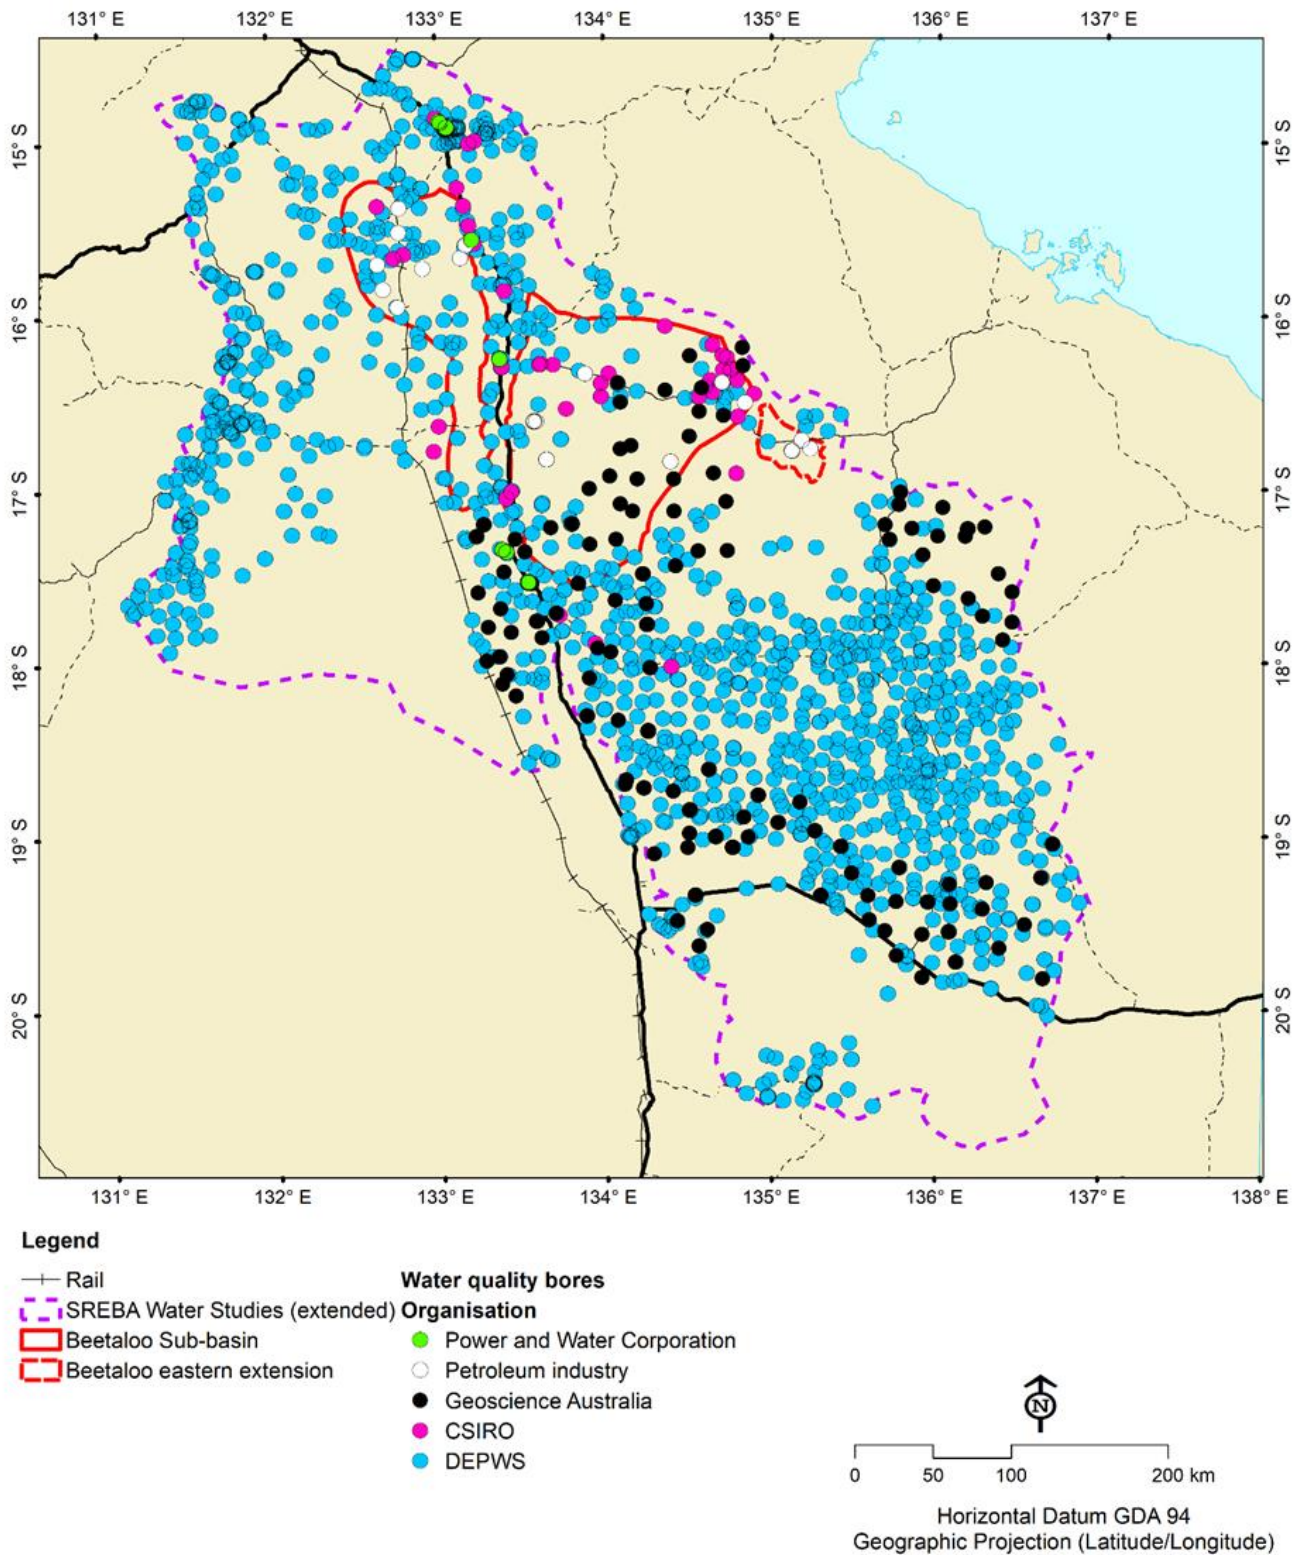 131° E 132° E 133° E 134° E 135° E 136° E 137° E
15° S 15° S
16° S 16° S
17° S 17° S
18° S 18° S
19° S 19° S
20° S 20° S
131° E 132° E 133° E 134° E 135° E 136° E 137° E 138° E
Legend
Rail
SREBA Water Studies (extended)
Beetaloo Sub-basin
Beetaloo eastern extension
Water quality bores
Organisation
Power and Water Corporation
Petroleum industry
Geoscience Australia
CSIRO
DEPWS
N
0 50 100 200 km
Horizontal Datum GDA 94
Geographic Projection (Latitude/Longitude)